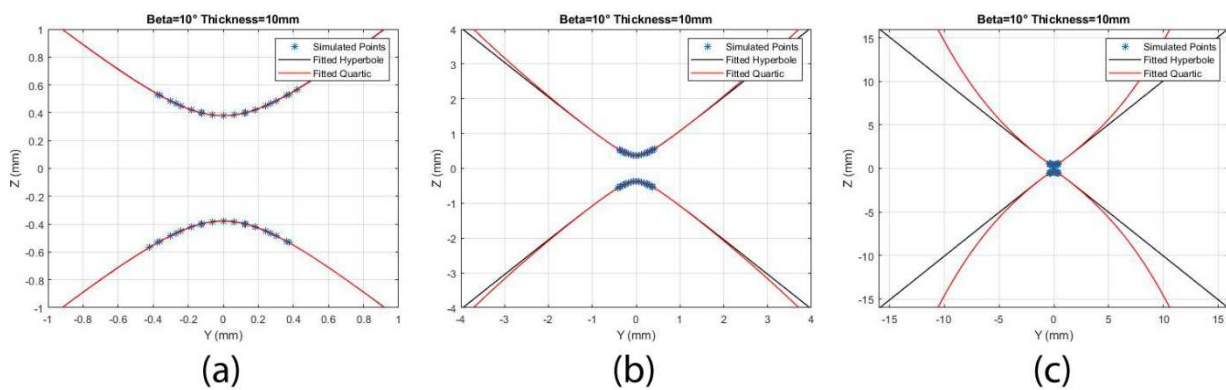 Beta=10° Thickness=10mm
Simulated Points
Fitted Hyperbole
Fitted Quartic
1
0.8
0.6
0.4
0.2
0
-0.2
-0.4
-0.6
-0.8
-1
Z (mm)
-1 -0.8 -0.6 -0.4 -0.2 0 0.2 0.4 0.6 0.8 1
Y (mm)
(a)
Beta=10° Thickness=10mm
Simulated Points
Fitted Hyperbole
Fitted Quartic
4
3
2
1
0
-1
-2
-3
-4
Z (mm)
-4 -3 -2 -1 0 1 2 3 4
Y (mm)
(b)
Beta=10° Thickness=10mm
Simulated Points
Fitted Hyperbole
Fitted Quartic
15
10
5
0
-5
-10
-15
Z (mm)
-15 -10 -5 0 5 10 15
Y (mm)
(c)